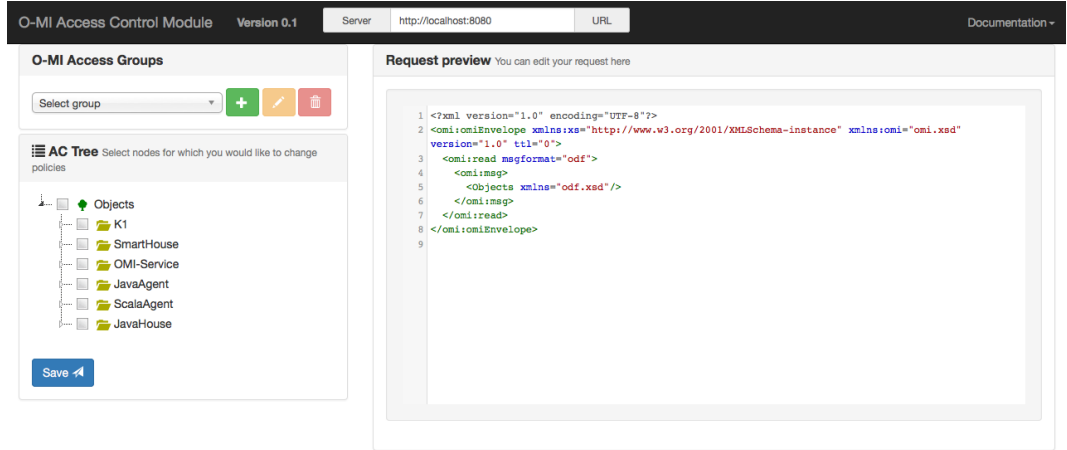 O-MI Access Control Module Version 0.1 Server http://localhost:8080 URL Documentation
O-MI Access Groups
Select group
AC Tree Select nodes for which you would like to change
policies
Objects
K1
SmartHouse
OMI-Service
JavaAgent
ScalaAgent
JavaHouse
Save
Request preview You can edit your request here
1 <?xml version="1.0" encoding="UTF-8"?>
2 <omi:omiEnvelope xmlns:xs="http://www.w3.org/2001/XMLSchema-instance" xmlns:omi="omi.xsd"
version="1.0" ttl="0">
3 <omi:read msgformat="odf">
4 <omi:msg>
5 <Objects xmlns="odf.xsd"/>
6 </omi:msg>
7 </omi:read>
8 </omi:omiEnvelope>
9